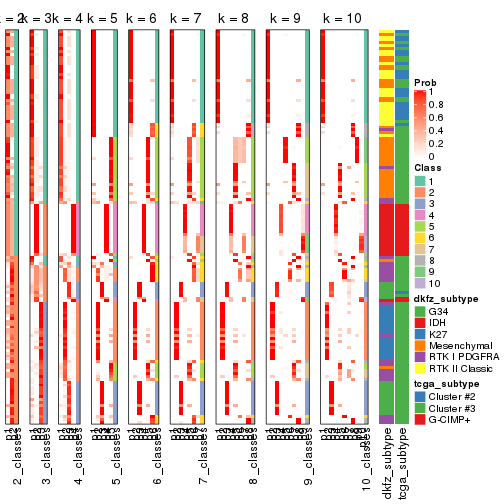 k = 2 k = 3 k = 4 k = 5 k = 6 k = 7 k = 8 k = 9 k = 10
Prob
1
0.8
0.6
0.4
0.2
0
Class
1
2
3
4
5
6
7
8
9
10
dkfz_subtype
G34
IDH
K27
Mesenchymal
RTK I PDGFRA
RTK II Classic
tcga_subtype
Cluster #2
Cluster #3
G-CIMP+
2_classes
3_classes
4_classes
5_classes
6_classes
7_classes
8_classes
9_classes
10_classes
dkfz_subtype
tcga_subtype